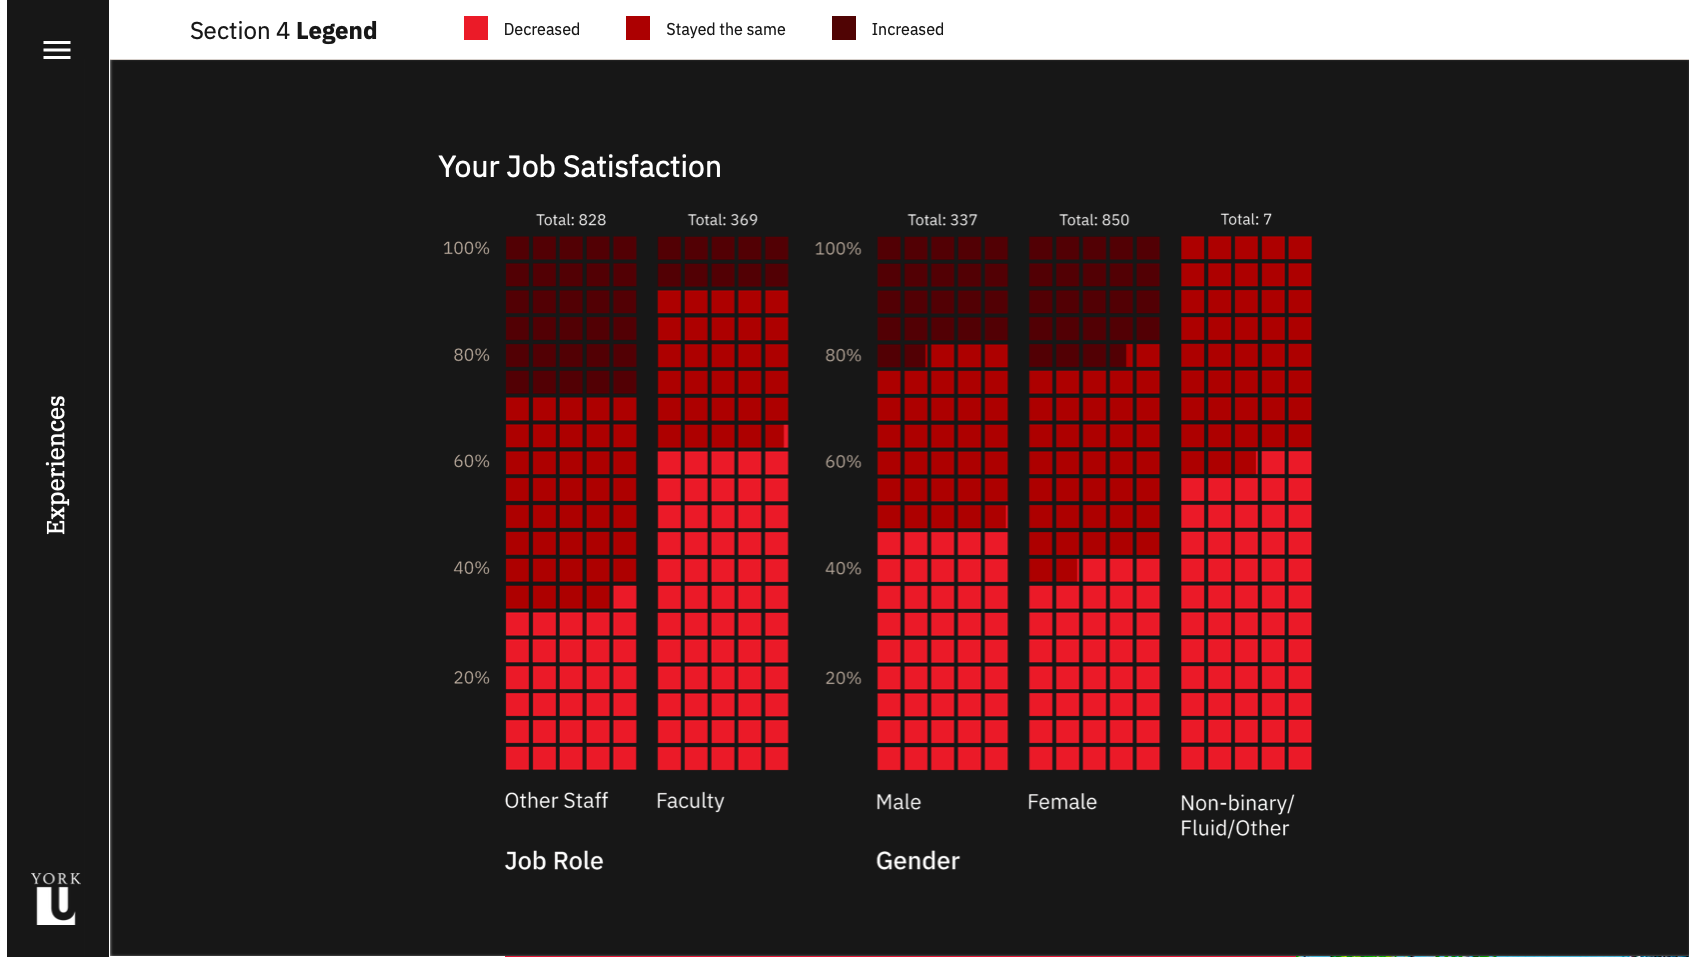 Section 4 Legend
Decreased
Stayed the same
Increased
Experiences
YORK
U
Your Job Satisfaction
Total: 828
Total: 369
Total: 337
Total: 850
Total: 7
100%
80%
60%
40%
20%
100%
80%
60%
40%
20%
Other Staff
Faculty
Male
Female
Non-binary/
Fluid/Other
Job Role
Gender